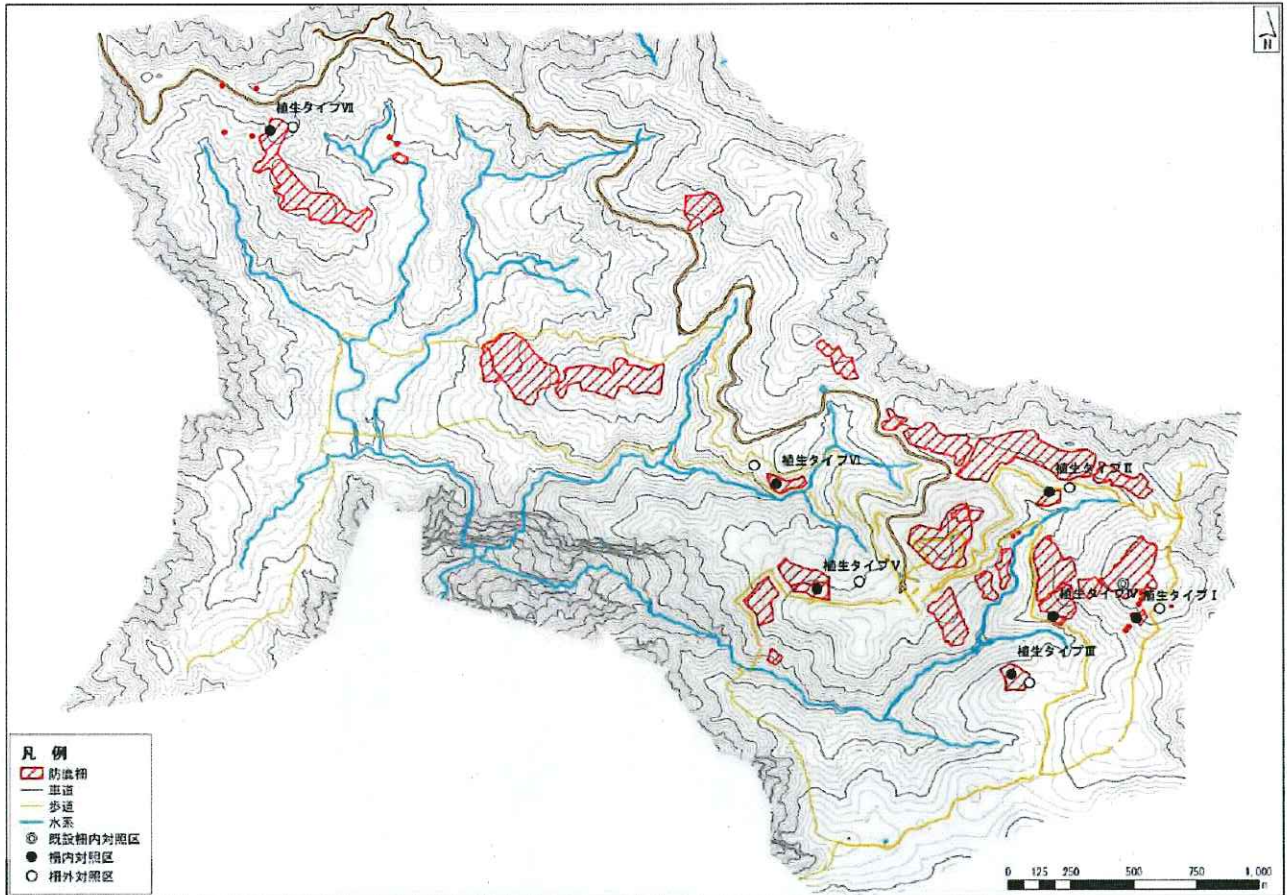 N
植生タイプⅦ
植生タイプⅥ
植生タイプⅡ
植生タイプⅤ
植生タイプⅣ
植生タイプⅠ
植生タイプⅢ
凡 例
防鹿柵
車道
歩道
水系
既設柵内対照区
柵内対照区
柵外対照区
0 125 250 500 750 1,000
m